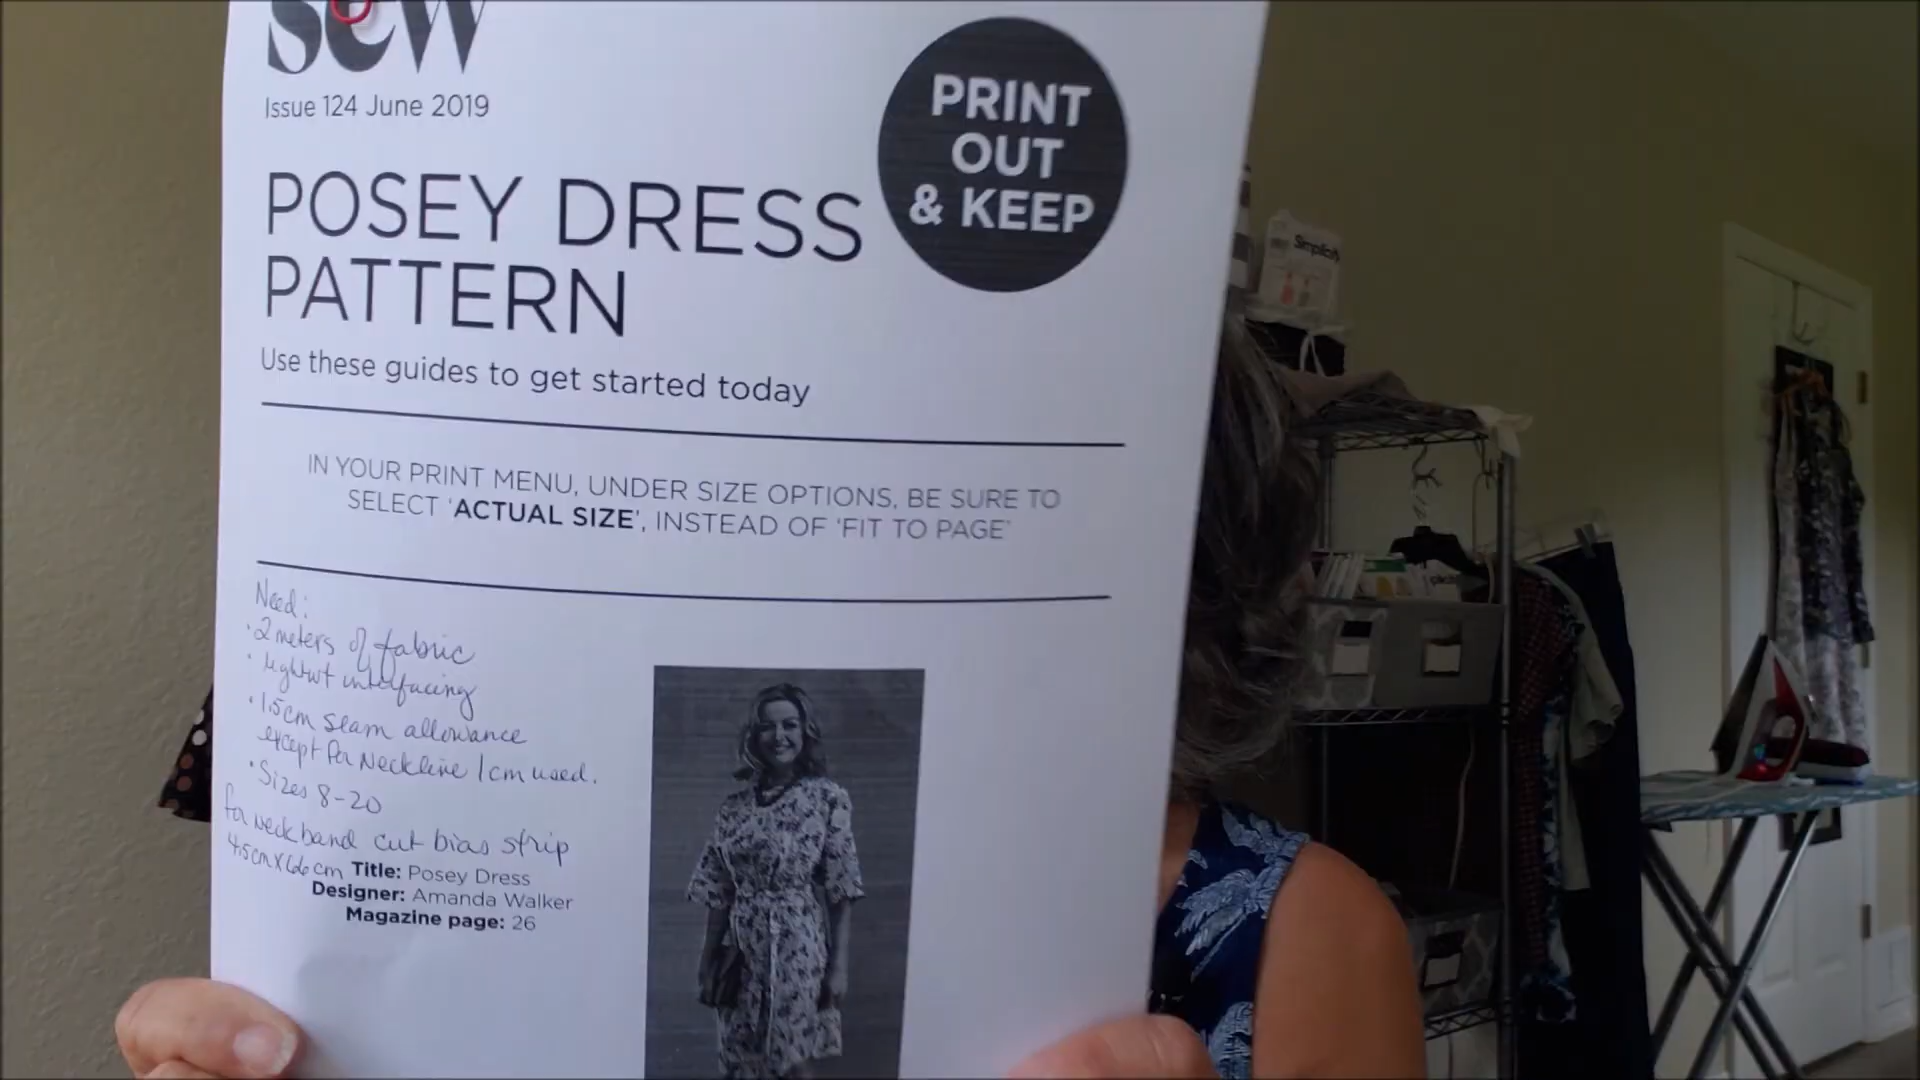 sew
Issue 124 June 2019
PRINT
OUT
& KEEP
POSEY DRESS
PATTERN
Use these guides to get started today
IN YOUR PRINT MENU, UNDER SIZE OPTIONS, BE SURE TO
SELECT ‘ACTUAL SIZE’, INSTEAD OF ‘FIT TO PAGE’
Need:
· 2 meters of fabric
· lightwt interfacing
· 1.5cm seam allowance
except for Neckline 1cm used.
· Sizes 8-20
for neckband cut bias strip
4.5cm X 66cm
Title: Posey Dress
Designer: Amanda Walker
Magazine page: 26
Simplicity